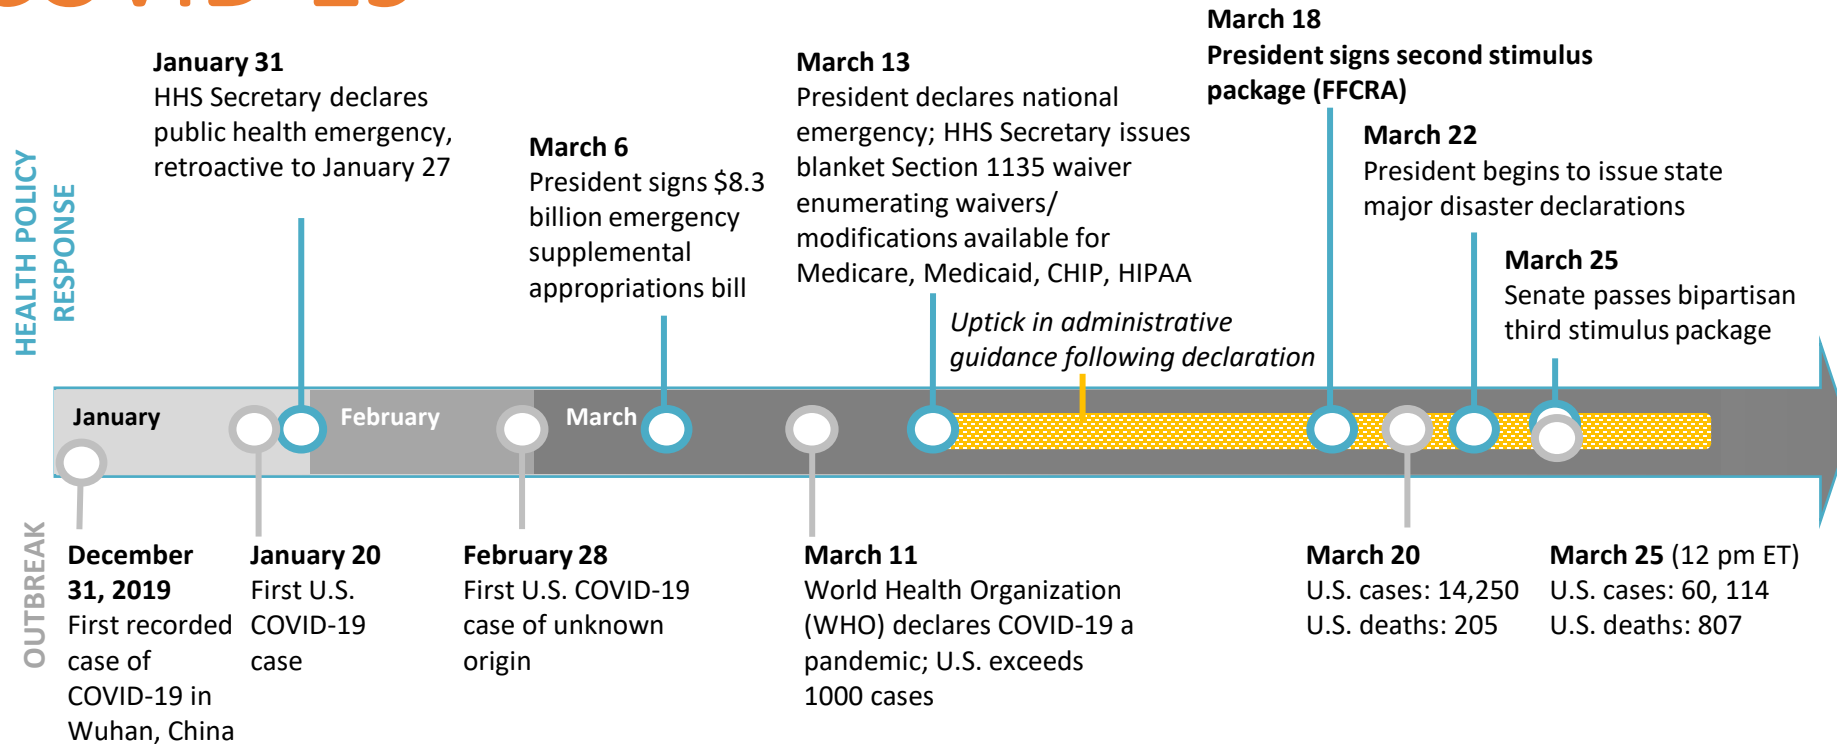 COVID-19
January 31
HHS Secretary declares
public health emergency,
retroactive to January 27
March 6
President signs $8.3
billion emergency
supplemental
appropriations bill
March 13
President declares national
emergency; HHS Secretary issues
blanket Section 1135 waiver
enumerating waivers/
modifications available for
Medicare, Medicaid, CHIP, HIPAA
Uptick in administrative
guidance following declaration
March 18
President signs second stimulus
package (FFCRA)
March 22
President begins to issue state
major disaster declarations
March 25
Senate passes bipartisan
third stimulus package
HEALTH POLICY
RESPONSE
January
February
March
OUTBREAK
December
31, 2019
First recorded
case of
COVID-19 in
Wuhan, China
January 20
First U.S.
COVID-19
case
February 28
First U.S. COVID-19
case of unknown
origin
March 11
World Health Organization
(WHO) declares COVID-19 a
pandemic; U.S. exceeds
1000 cases
March 20
U.S. cases: 14,250
U.S. deaths: 205
March 25 (12 pm ET)
U.S. cases: 60, 114
U.S. deaths: 807